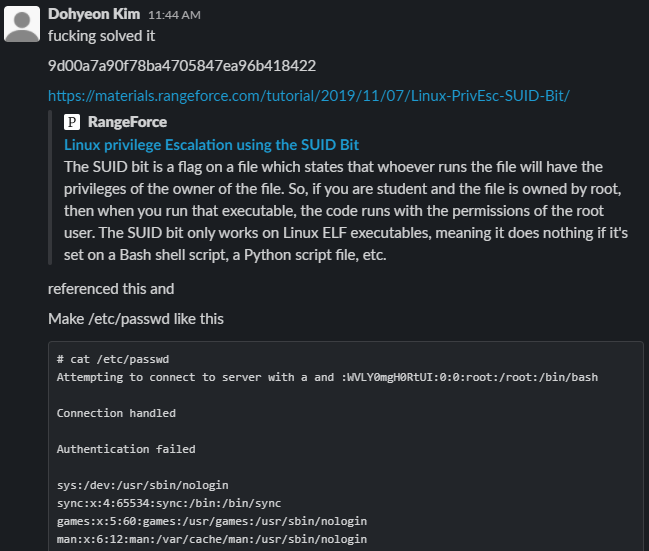 Dohyeon Kim 11:44 AM
fucking solved it
9d00a7a90f78ba4705847ea96b418422
https://materials.rangeforce.com/tutorial/2019/11/07/Linux-PrivEsc-SUID-Bit/
P RangeForce
Linux privilege Escalation using the SUID Bit
The SUID bit is a flag on a file which states that whoever runs the file will have the
privileges of the owner of the file. So, if you are student and the file is owned by root,
then when you run that executable, the code runs with the permissions of the root
user. The SUID bit only works on Linux ELF executables, meaning it does nothing if it's
set on a Bash shell script, a Python script file, etc.
referenced this and
Make /etc/passwd like this
# cat /etc/passwd
Attempting to connect to server with a and :WVLY0mgH0RtUI:0:0:root:/root:/bin/bash
Connection handled
Authentication failed
sys:/dev:/usr/sbin/nologin
sync:x:4:65534:sync:/bin:/bin/sync
games:x:5:60:games:/usr/games:/usr/sbin/nologin
man:x:6:12:man:/var/cache/man:/usr/sbin/nologin